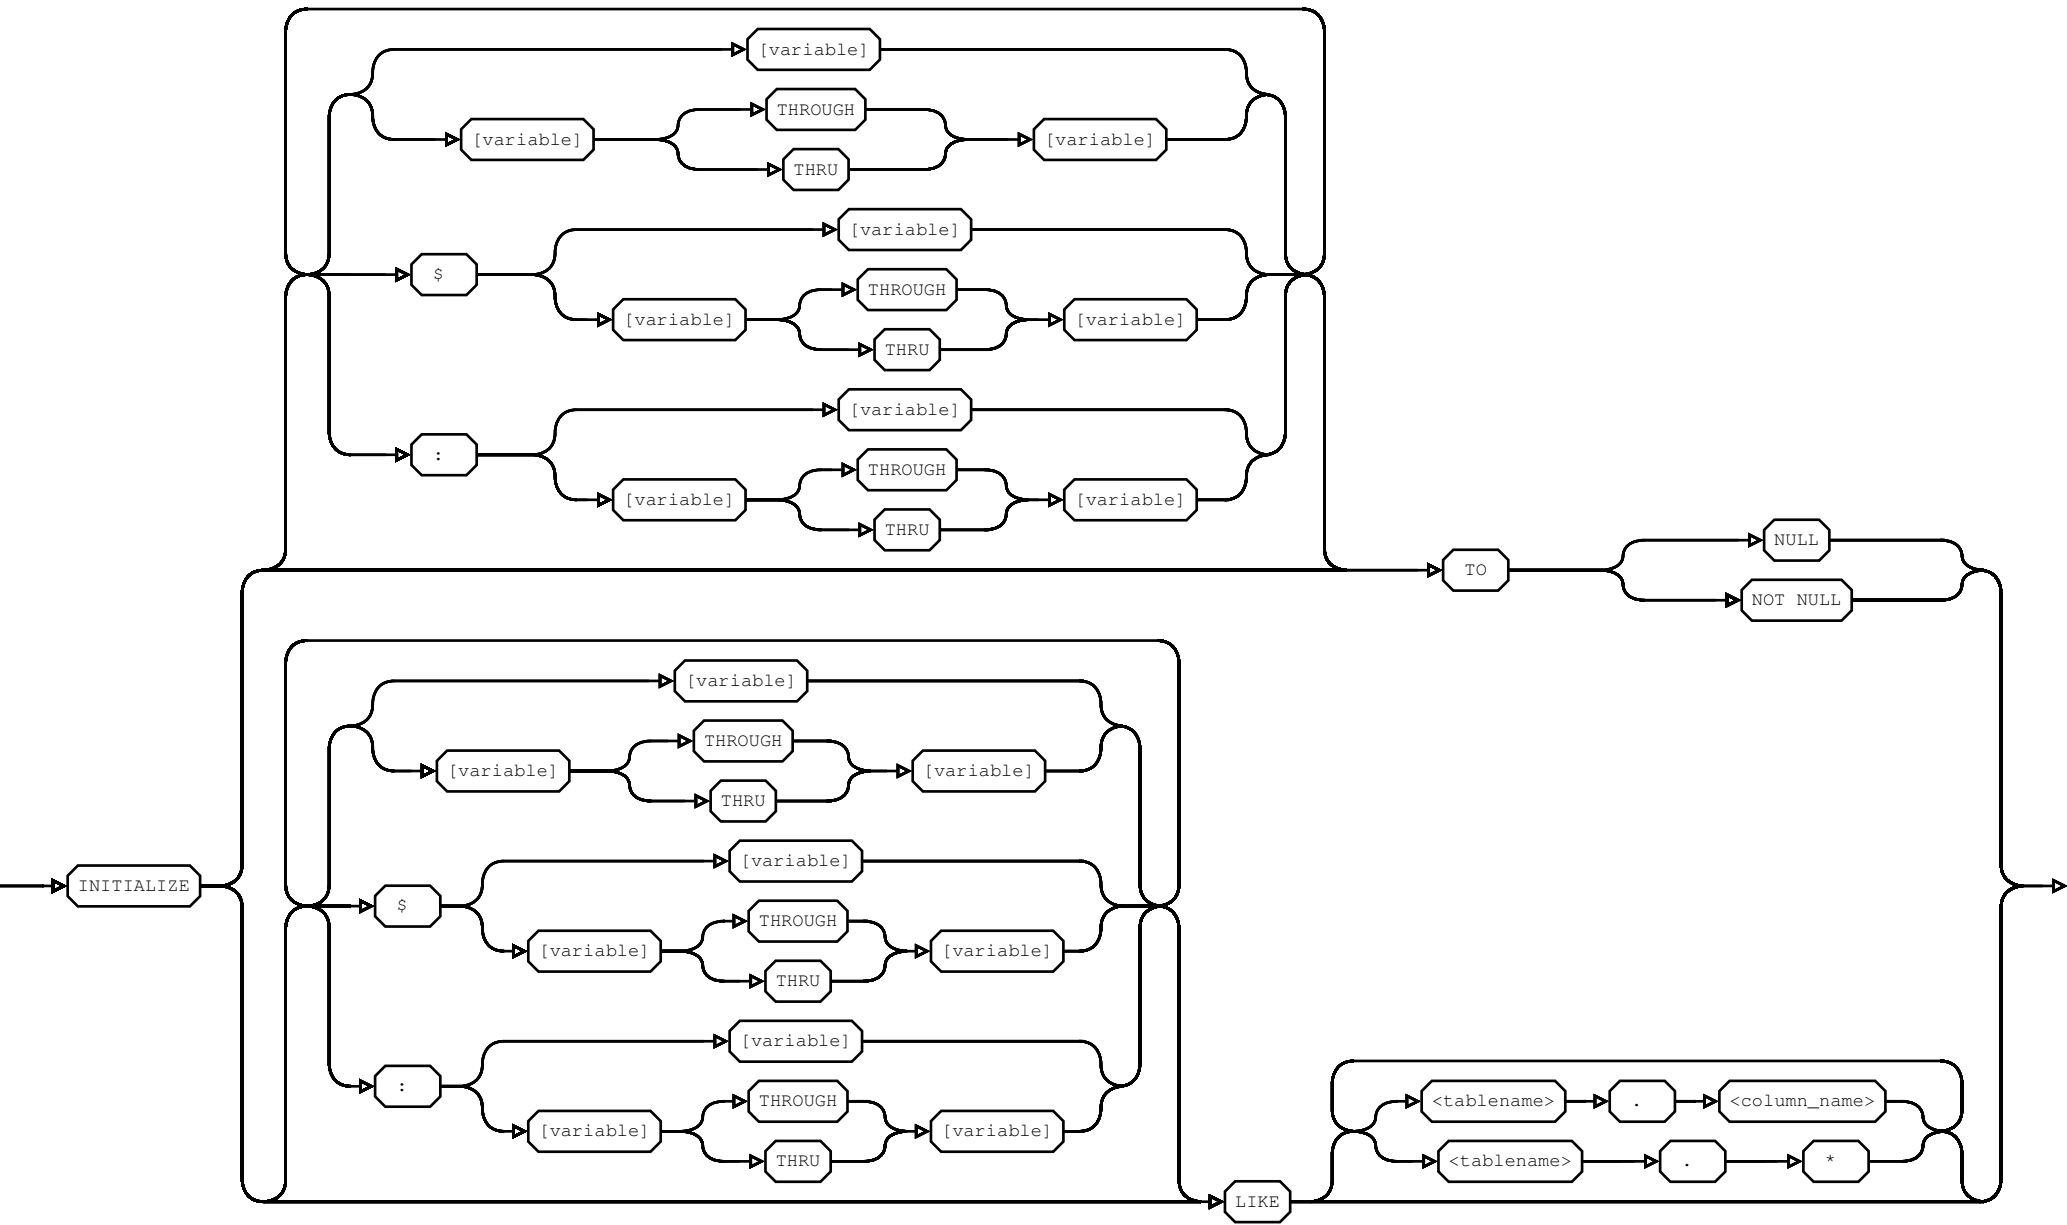 [variable]
THROUGH
[variable] [variable]
THRU
[variable]
$
THROUGH
[variable] [variable]
THRU
[variable]
:
THROUGH
[variable] [variable]
THRU
NULL
TO
NOT NULL
[variable]
THROUGH
[variable] [variable]
THRU
[variable]
INITIALIZE
$
THROUGH
[variable] [variable]
THRU
[variable]
:
THROUGH <tablename> . <column_name>
[variable] [variable]
THRU <tablename> . *
LIKE